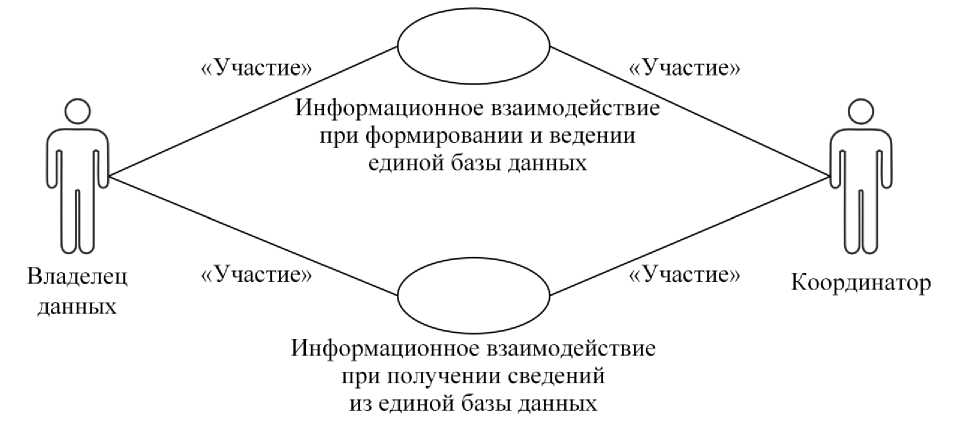 «Участие»
«Участие»
Информационное взаимодействие
при формировании и ведении
единой базы данных
Владелец
данных
«Участие»
«Участие»
Координатор
Информационное взаимодействие
при получении сведений
из единой базы данных